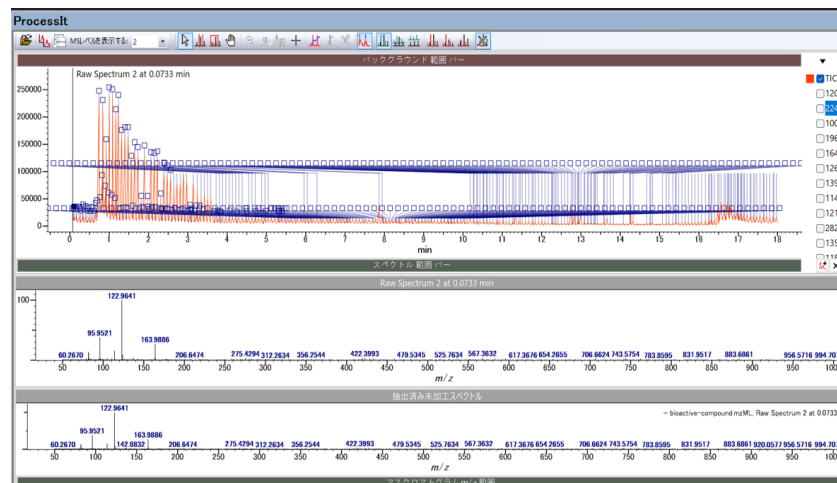 ProcessIt
MSレベルを表示する: 2
バックグラウンド 範囲 バー
Raw Spectrum 2 at 0.0733 min
250000
200000
150000
100000
50000
0
0 2 3 4 5 6 7 8 9 10 11 12 13 14 15 16 17 18
min
TIC
120
224
100
196
164
126
139
114
121
282
135
118
スペクトル 範囲 バー
Raw Spectrum 2 at 0.0733 min
100
122.9641
95.9521
163.9886
60.2670 206.6474 275.4294 312.2634 356.2544 422.3993 479.5345 525.7634 567.3632 617.3676 654.2655 706.6624 743.5754 783.8595 831.9517 883.6861 956.5716 994.70
50 100 150 200 250 300 350 400 450 500 550 600 650 700 750 800 850 900 950 100
m/z
抽出済み未加工スペクトル
– bioactive-compound mzML, Raw Spectrum 2 at 0.0733
122.9641
95.9521
163.9886
60.2670 142.8832 206.6474 275.4294 312.2634 356.2544 422.3993 479.5345 525.7634 567.3632 617.3676 654.2655 706.6624 743.5754 783.8595 831.9517 883.6861 920.0577 956.5716 994.70
50 100 150 200 250 300 350 400 450 500 550 600 650 700 750 800 850 900 950 100
m/z